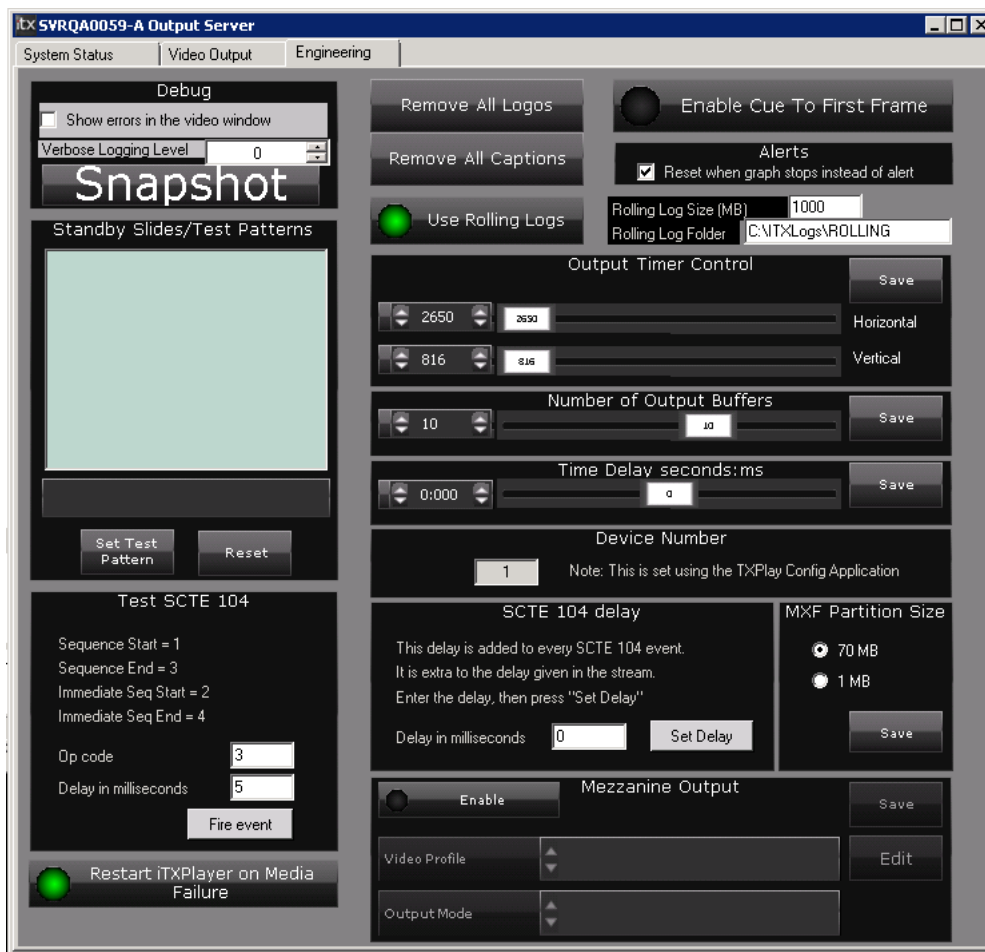 itx SVRQA0059-A Output Server
System Status
Video Output
Engineering
Debug
Show errors in the video window
Verbose Logging Level 0
Snapshot
Standby Slides/Test Patterns
Set Test
Pattern
Reset
Test SCTE 104
Sequence Start = 1
Sequence End = 3
Immediate Seq Start = 2
Immediate Seq End = 4
Op code 3
Delay in milliseconds 5
Fire event
Restart iTXPlayer on Media
Failure
Remove All Logos
Enable Cue To First Frame
Remove All Captions
Alerts
Reset when graph stops instead of alert
Use Rolling Logs
Rolling Log Size (MB) 1000
Rolling Log Folder C:\ITXLogs\ROLLING
Output Timer Control
Save
2650 2650 Horizontal
816 816 Vertical
Number of Output Buffers
10 10 Save
Time Delay seconds:ms
0:000 0 Save
Device Number
1 Note: This is set using the TXPlay Config Application
SCTE 104 delay
This delay is added to every SCTE 104 event.
It is extra to the delay given in the stream.
Enter the delay, then press "Set Delay"
Delay in milliseconds 0 Set Delay
MXF Partition Size
70 MB
1 MB
Save
Enable
Mezzanine Output
Save
Video Profile
Edit
Output Mode